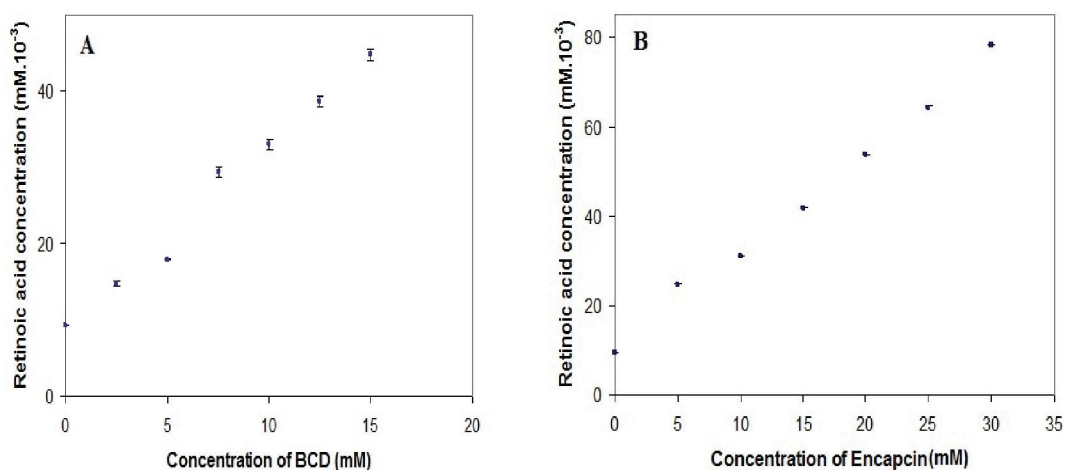 A
Retinoic acid concentration (mM.10⁻³)
40
20
0
0 5 10 15 20
Concentration of BCD (mM)
B
Retinoic acid concentration (mM.10⁻³)
80
60
40
20
0
0 5 10 15 20 25 30 35
Concentration of Encapcin(mM)